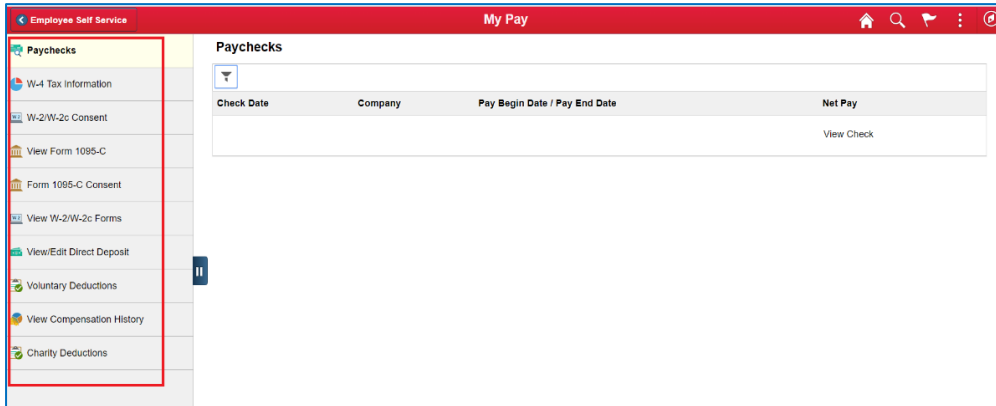 Employee Self Service
My Pay
Paychecks
W-4 Tax Information
W-2/W-2c Consent
View Form 1095-C
Form 1095-C Consent
View W-2/W-2c Forms
View/Edit Direct Deposit
Voluntary Deductions
View Compensation History
Charity Deductions
Paychecks
Check Date Company Pay Begin Date / Pay End Date Net Pay
View Check